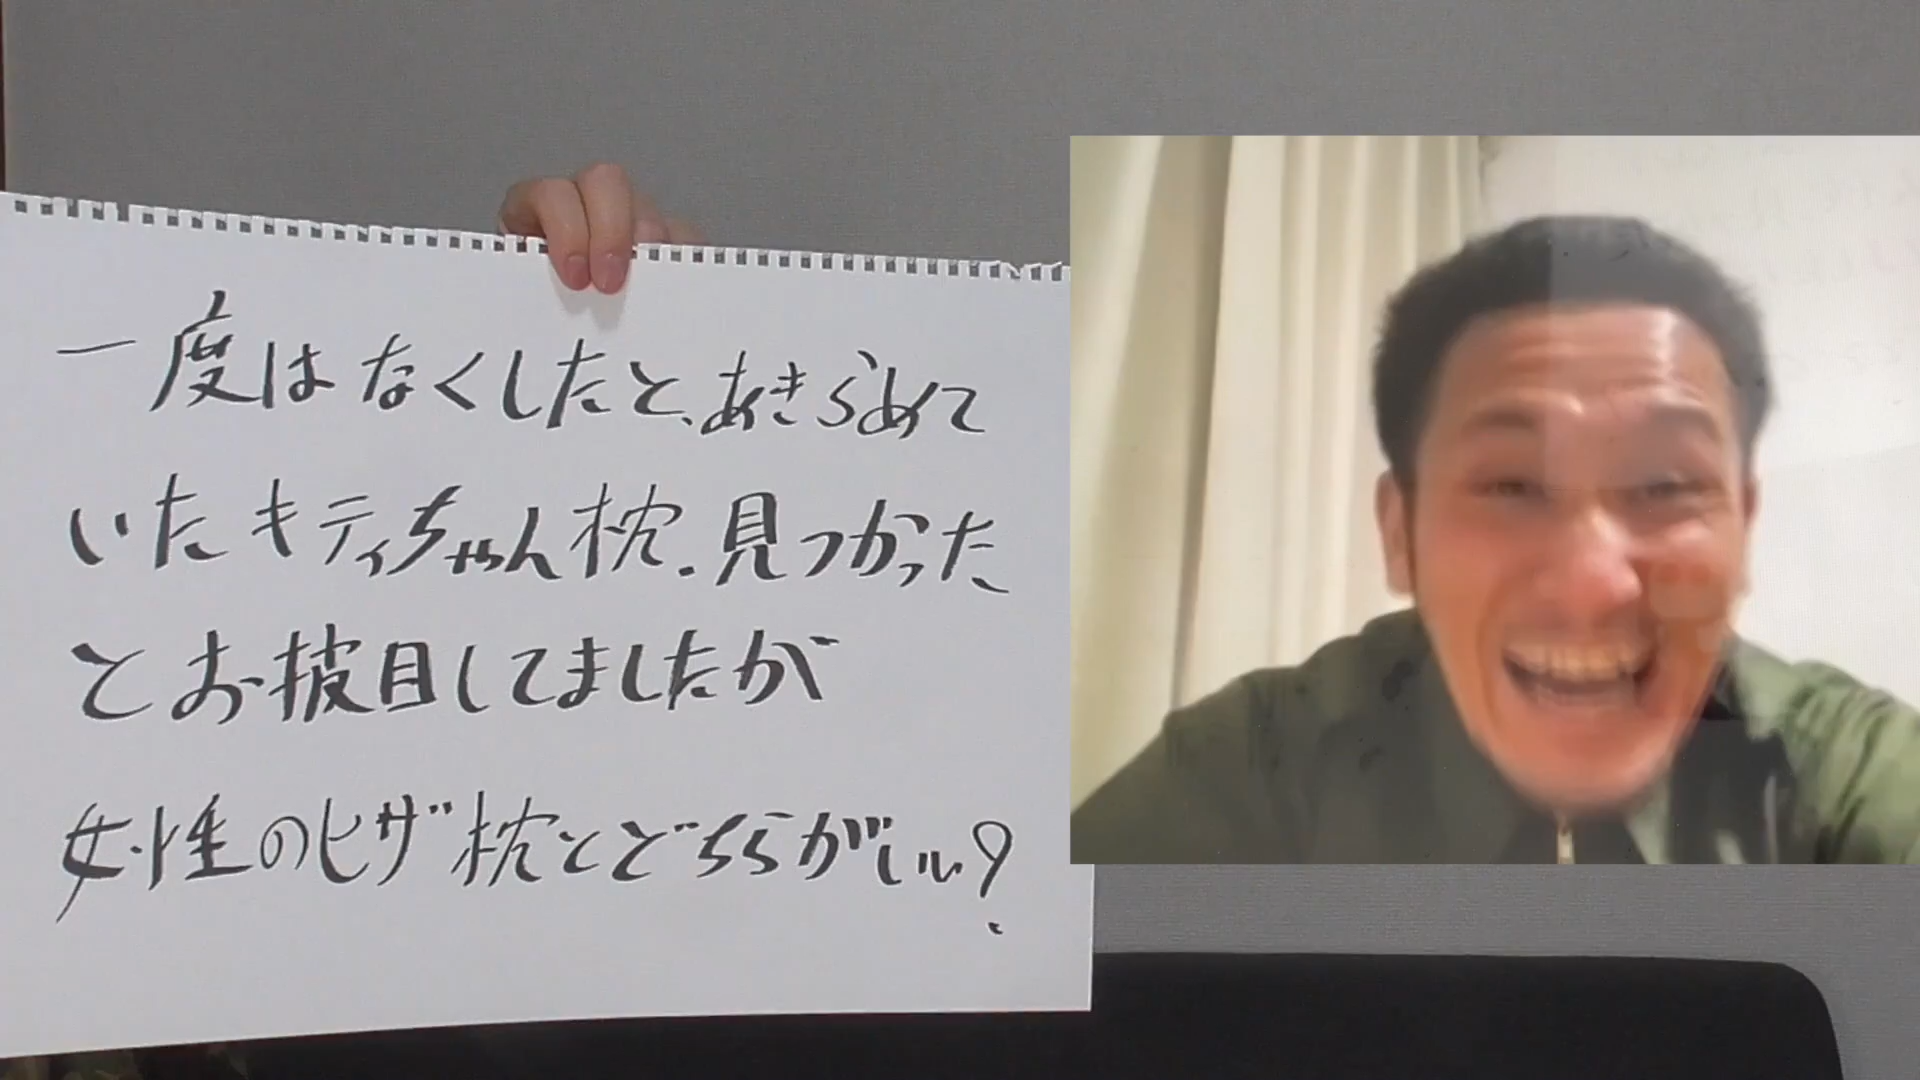 一度はなくしたと、あきらめて
いたキティちゃん枕.見つかった
とお披目してましたが
女性のヒザ枕とどちらがいい?